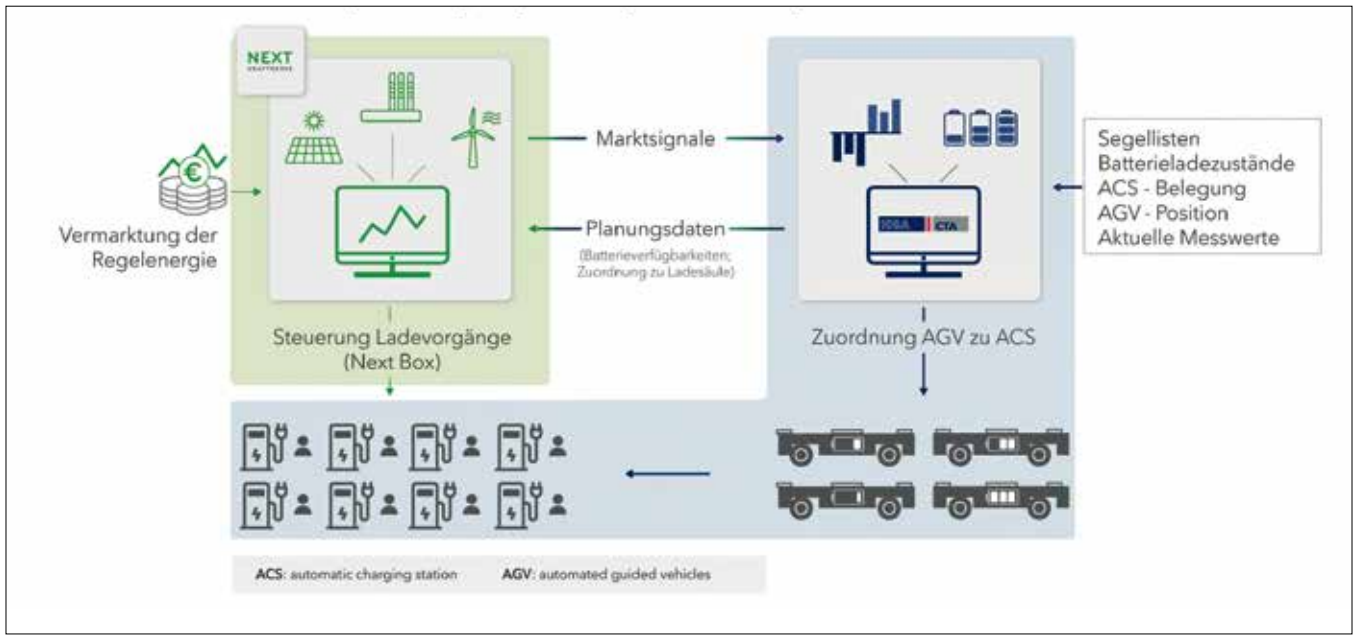 NEXT
Marktsignale
Segellisten
Batterieladezustände
ACS - Belegung
AGV - Position
Aktuelle Messwerte
Vermarktung der
Regelenergie
Planungsdaten
(Batterieverfügbarkeiten;
Zuordnung zu Ladesäule)
CTA
Steuerung Ladevorgänge
(Next Box)
Zuordnung AGV zu ACS
ACS: automatic charging station
AGV: automated guided vehicles